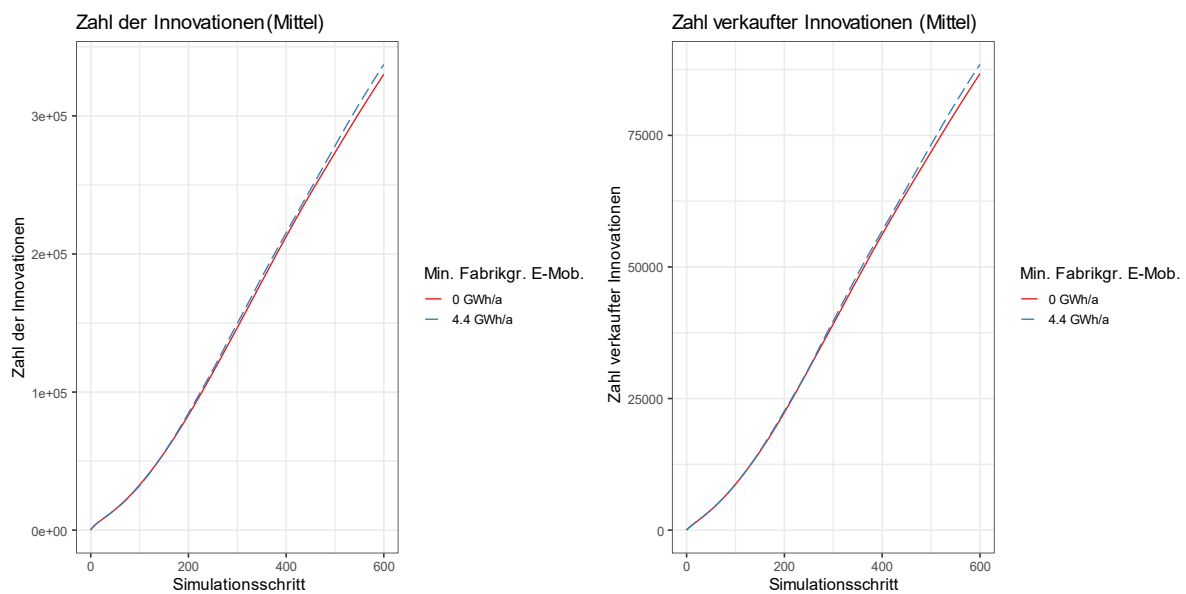 Zahl der Innovationen (Mittel)
3e+05
2e+05
1e+05
0e+00
Zahl der Innovationen
0 200 400 600
Simulationsschritt
Min. Fabrikgr. E-Mob.
0 GWh/a
4.4 GWh/a
Zahl verkaufter Innovationen (Mittel)
75000
50000
25000
0
Zahl verkaufter Innovationen
0 200 400 600
Simulationsschritt
Min. Fabrikgr. E-Mob.
0 GWh/a
4.4 GWh/a